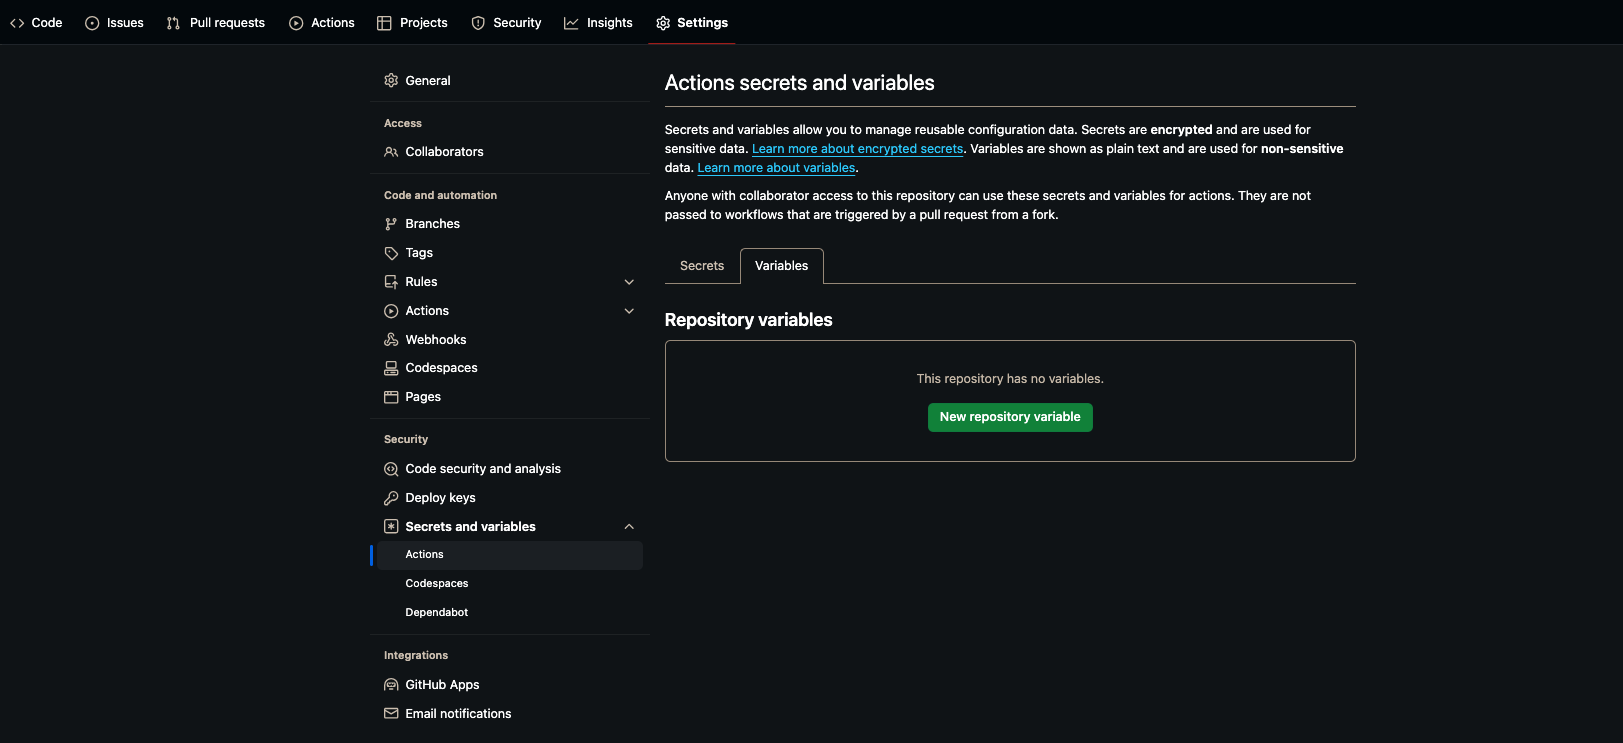 Code Issues Pull requests Actions Projects Security Insights Settings
General
Access
Collaborators
Code and automation
Branches
Tags
Rules
Actions
Webhooks
Codespaces
Pages
Security
Code security and analysis
Deploy keys
Secrets and variables
Actions
Codespaces
Dependabot
Integrations
GitHub Apps
Email notifications
Actions secrets and variables
Secrets and variables allow you to manage reusable configuration data. Secrets are encrypted and are used for
sensitive data. Learn more about encrypted secrets. Variables are shown as plain text and are used for non-sensitive
data. Learn more about variables.
Anyone with collaborator access to this repository can use these secrets and variables for actions. They are not
passed to workflows that are triggered by a pull request from a fork.
Secrets Variables
Repository variables
This repository has no variables.
New repository variable